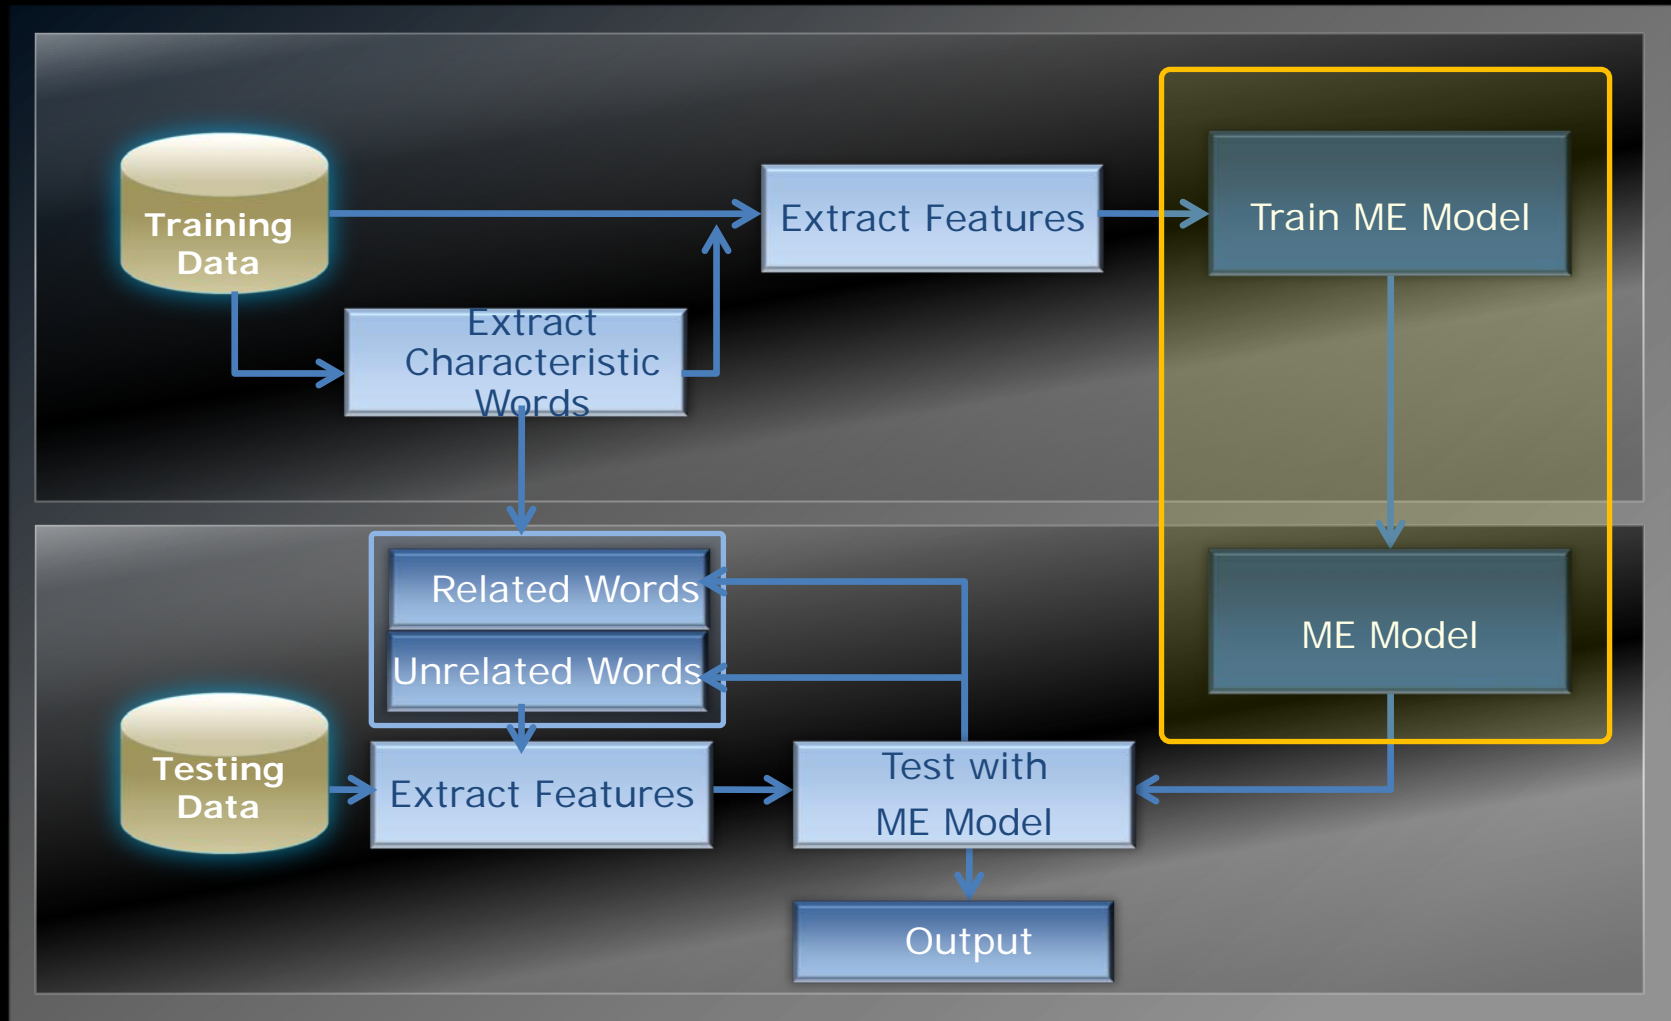 Training
Data
Extract Features
Train ME Model
Extract
Characteristic
Words
Related Words
Unrelated Words
ME Model
Testing
Data
Extract Features
Test with
ME Model
Output